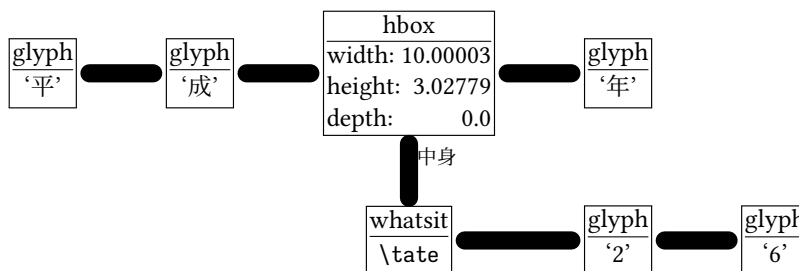 glyph
‘平’
glyph
‘成’
hbox
width: 10.00003
height: 3.02779
depth: 0.0
glyph
‘年’
中身
whatsit
\tate
glyph
‘2’
glyph
‘6’